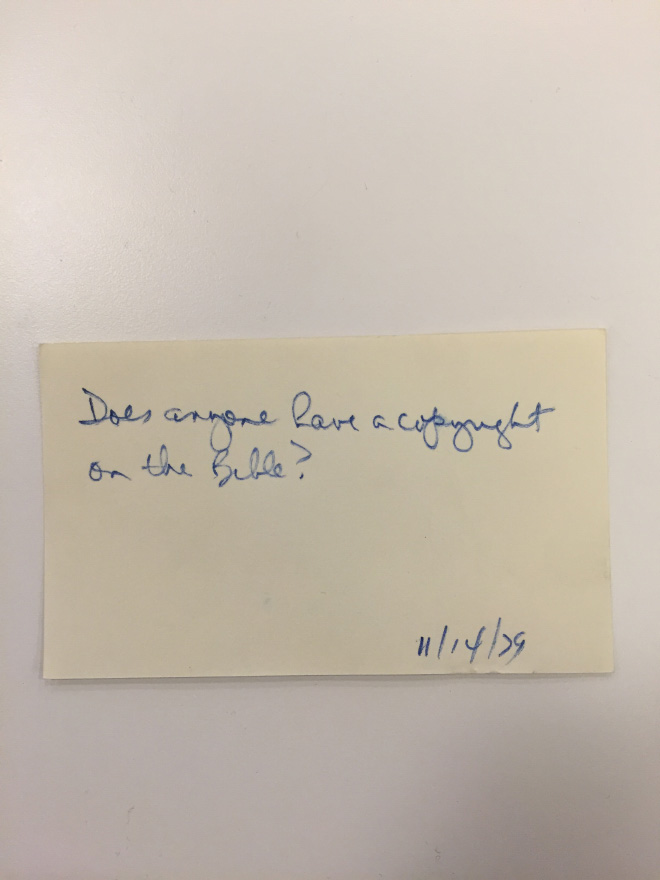 Does anyone have a copyright
on the Bible?
11/14/79